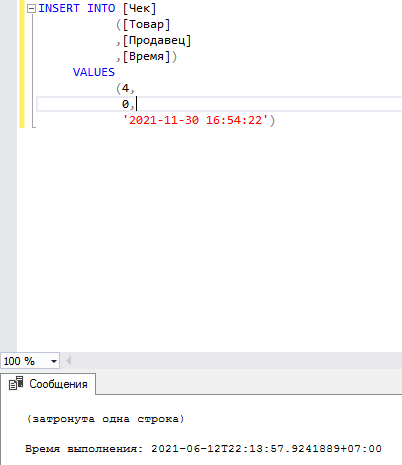 INSERT INTO [Чек]
([Товар]
,[Продавец]
,[Время])
VALUES
(4,
0,
'2021-11-30 16:54:22')
100 %
Сообщения
(затронута одна строка)
Время выполнения: 2021-06-12T22:13:57.9241889+07:00